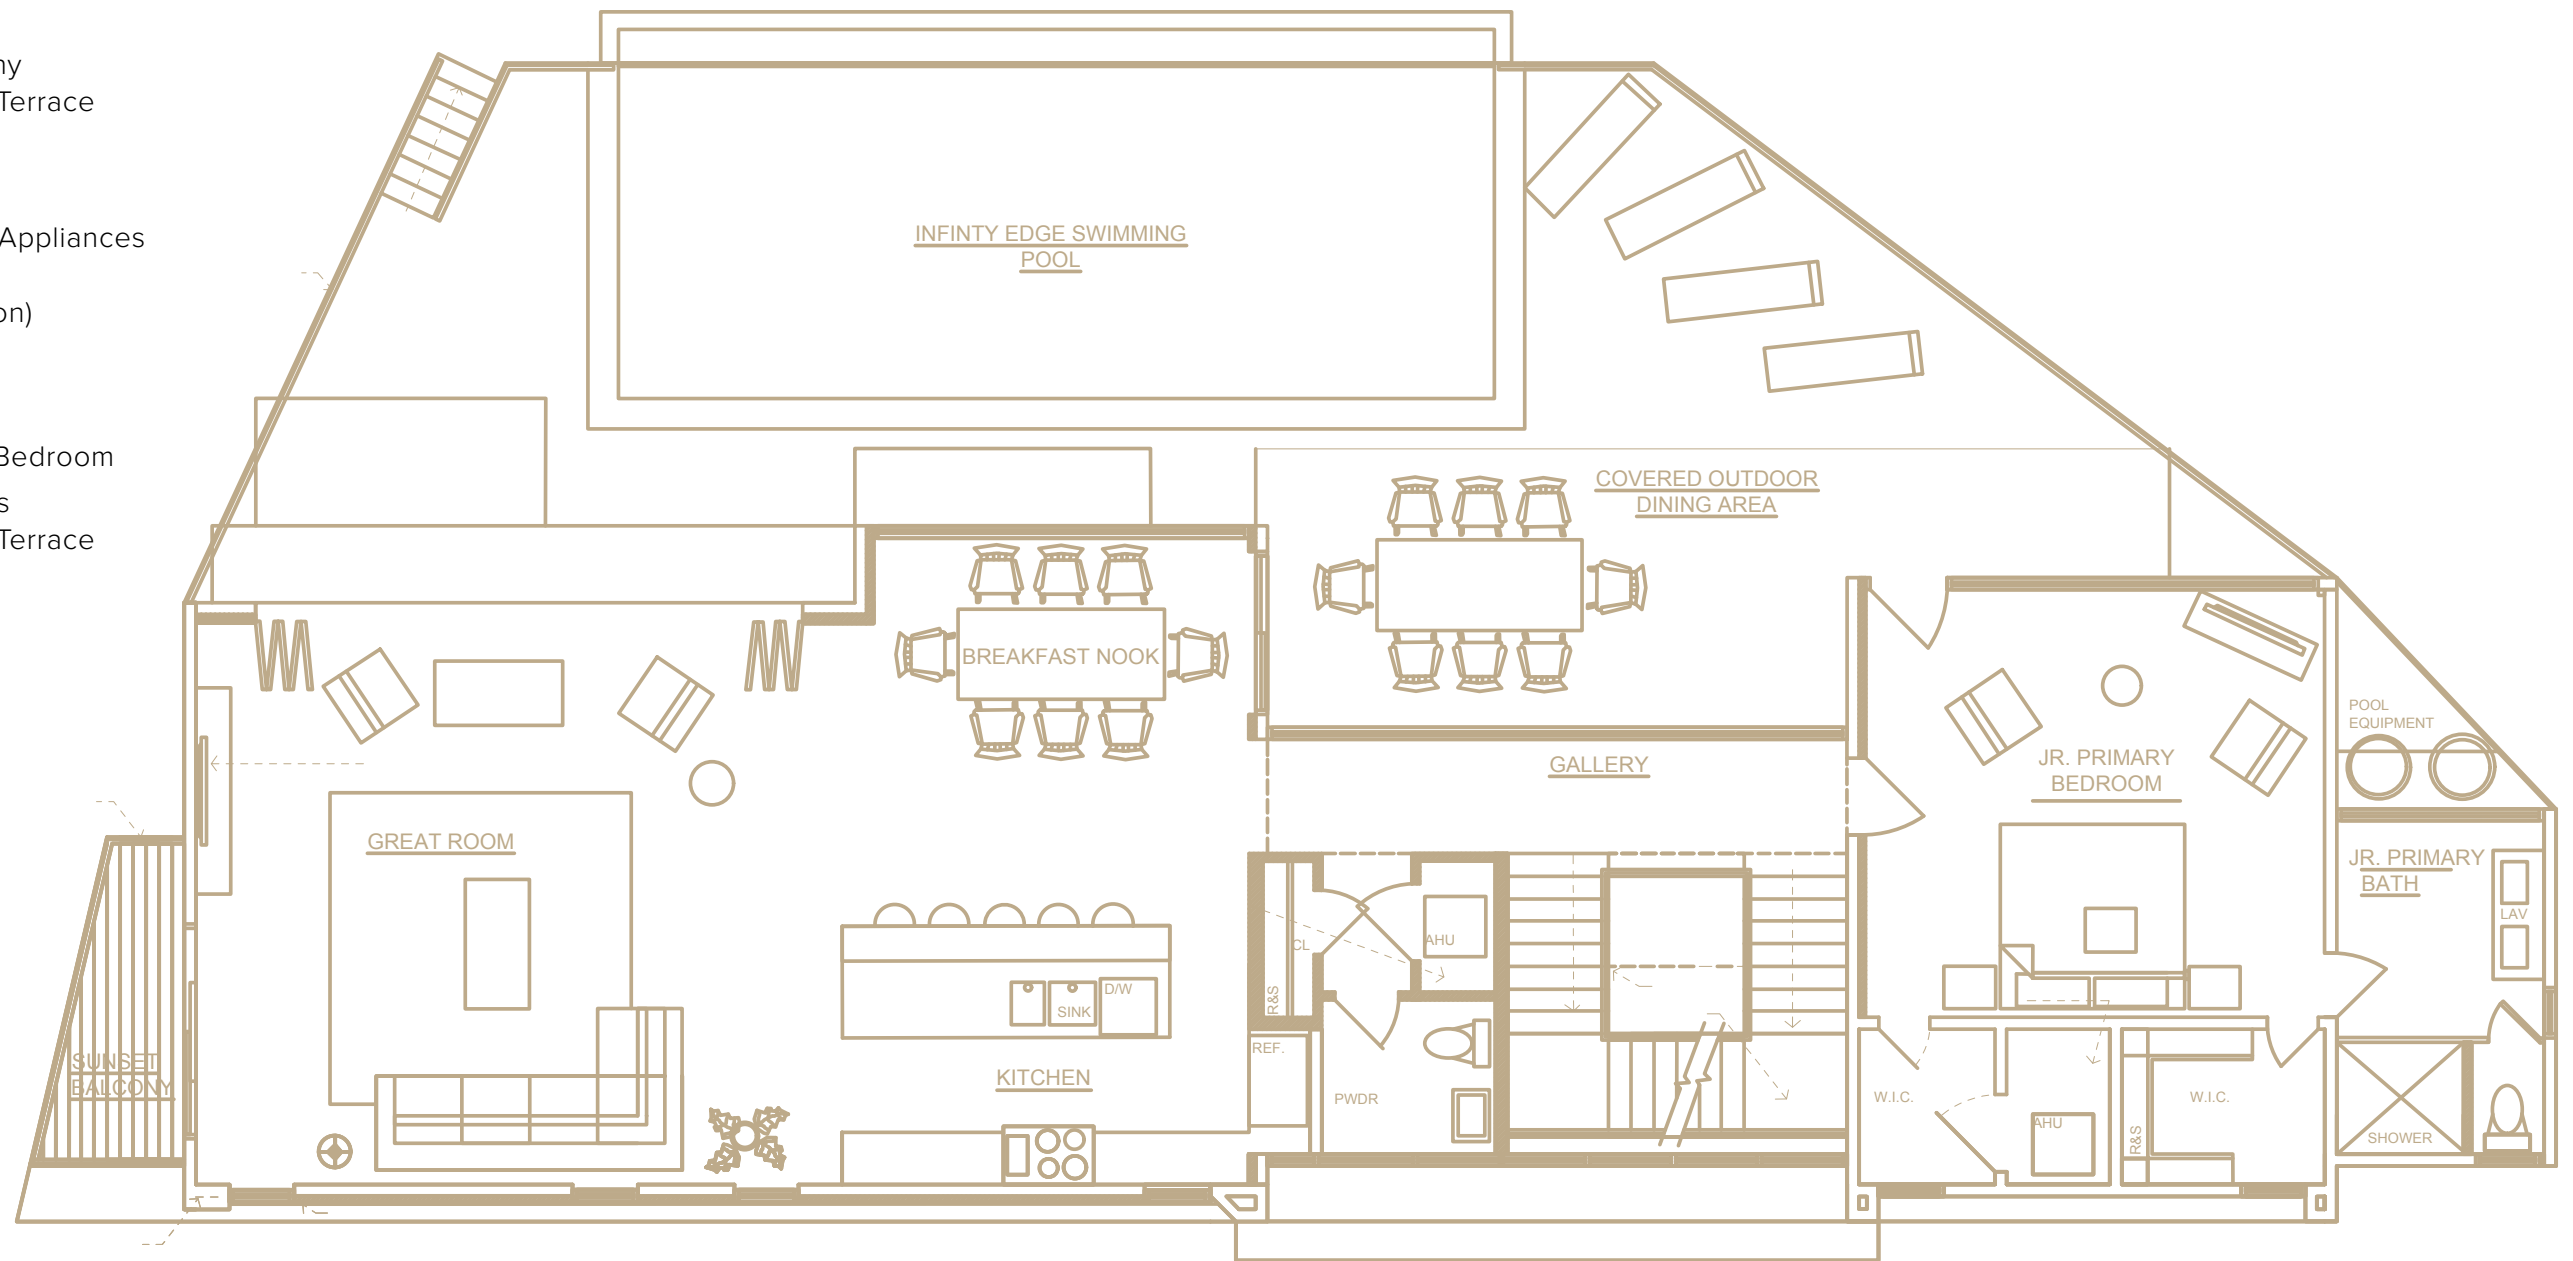 ny
Terrace
Appliances
on)
Bedroom
s
Terrace
INFINTY EDGE SWIMMING
POOL
COVERED OUTDOOR
DINING AREA
BREAKFAST NOOK
POOL
EQUIPMENT
GALLERY
JR. PRIMARY
BEDROOM
GREAT ROOM
JR. PRIMARY
BATH
LAV
CL
AHU
R&S
D/W
SINK
REF.
SUNSET
BALCONY
KITCHEN
PWDR
W.I.C.
AHU
R&S
W.I.C.
SHOWER